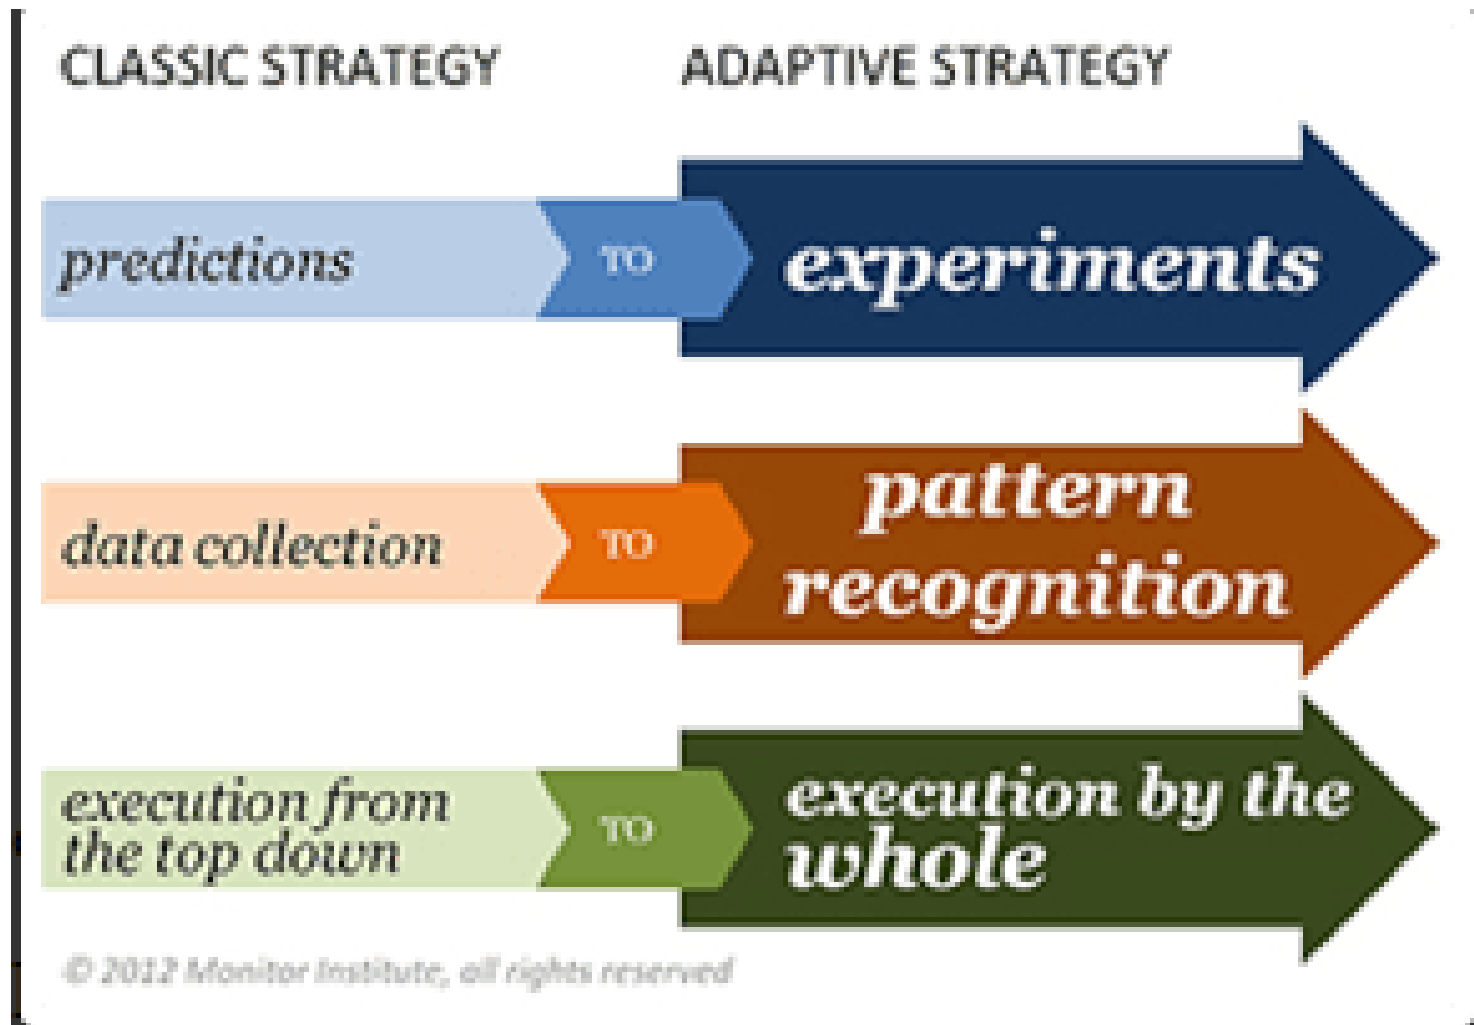 CLASSIC STRATEGY
ADAPTIVE STRATEGY
predictions
TO
experiments
data collection
TO
pattern
recognition
execution from
the top down
TO
execution by the
whole
© 2012 Monitor Institute, all rights reserved